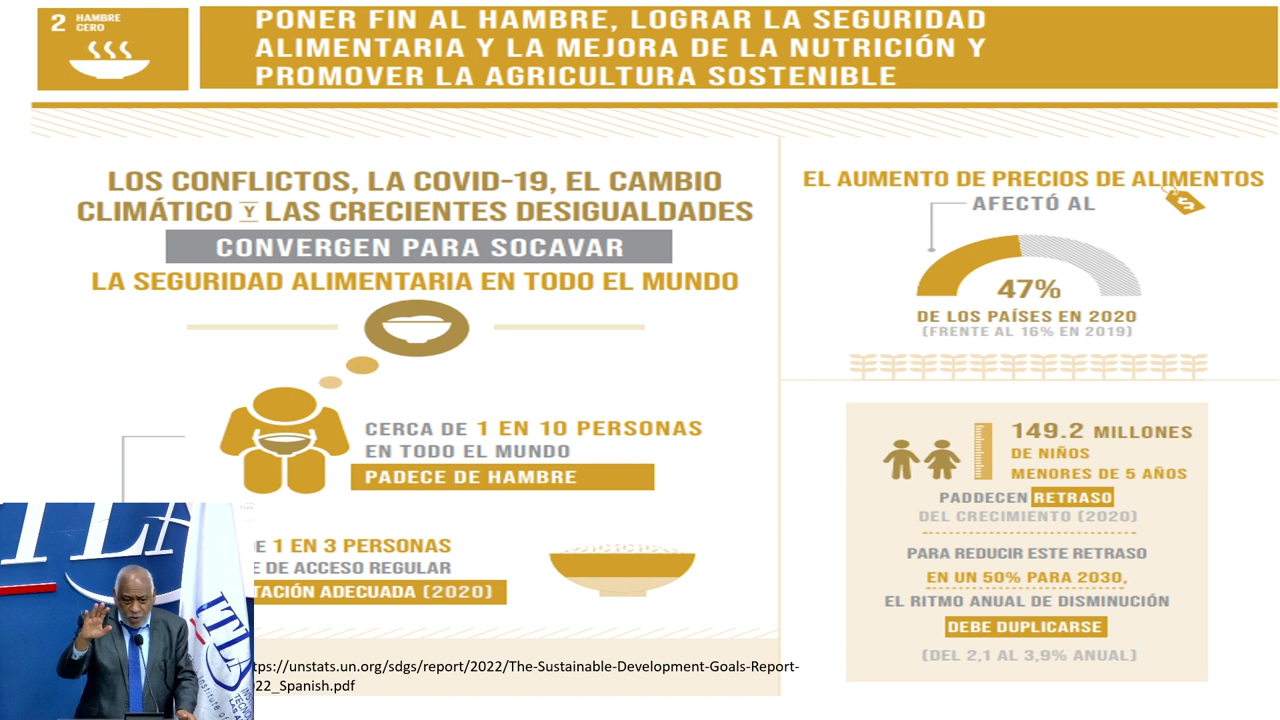 2 HAMBRE
CERO
PONER FIN AL HAMBRE, LOGRAR LA SEGURIDAD
ALIMENTARIA Y LA MEJORA DE LA NUTRICIÓN Y
PROMOVER LA AGRICULTURA SOSTENIBLE
LOS CONFLICTOS, LA COVID-19, EL CAMBIO
CLIMÁTICO Y LAS CRECIENTES DESIGUALDADES
CONVERGEN PARA SOCAVAR
LA SEGURIDAD ALIMENTARIA EN TODO EL MUNDO
CERCA DE 1 EN 10 PERSONAS
EN TODO EL MUNDO
PADECE DE HAMBRE
E 1 EN 3 PERSONAS
E DE ACCESO REGULAR
TACIÓN ADECUADA (2020)
tps://unstats.un.org/sdgs/report/2022/The-Sustainable-Development-Goals-Report-
22_Spanish.pdf
EL AUMENTO DE PRECIOS DE ALIMENTOS
$
AFECTÓ AL
47%
DE LOS PAÍSES EN 2020
(FRENTE AL 16% EN 2019)
149.2 MILLONES
DE NIÑOS
MENORES DE 5 AÑOS
PADDECEN RETRASO
DEL CRECIMIENTO (2020)
PARA REDUCIR ESTE RETRASO
EN UN 50% PARA 2030,
EL RITMO ANUAL DE DISMINUCIÓN
DEBE DUPLICARSE
(DEL 2,1 AL 3,9% ANUAL)
ITLA